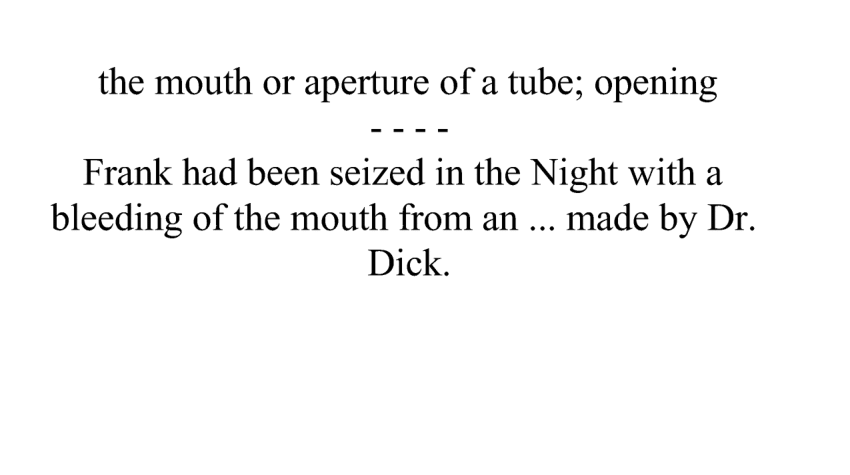 the mouth or aperture of a tube; opening
- - - -
Frank had been seized in the Night with a
bleeding of the mouth from an ... made by Dr.
Dick.